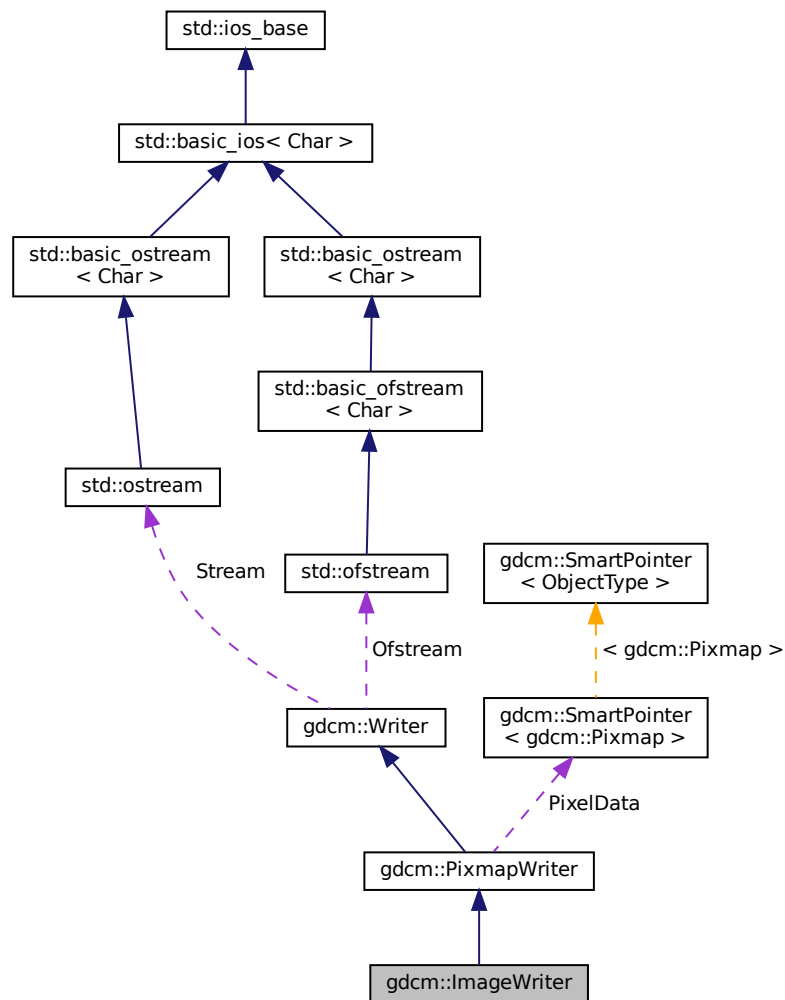 std::ios_base
std::basic_ios< Char >
std::basic_ostream
< Char >
std::basic_ostream
< Char >
std::basic_ofstream
< Char >
std::ostream
std::ofstream
gdcm::SmartPointer
< ObjectType >
Stream
Ofstream
< gdcm::Pixmap >
gdcm::Writer
gdcm::SmartPointer
< gdcm::Pixmap >
PixelData
gdcm::PixmapWriter
gdcm::ImageWriter